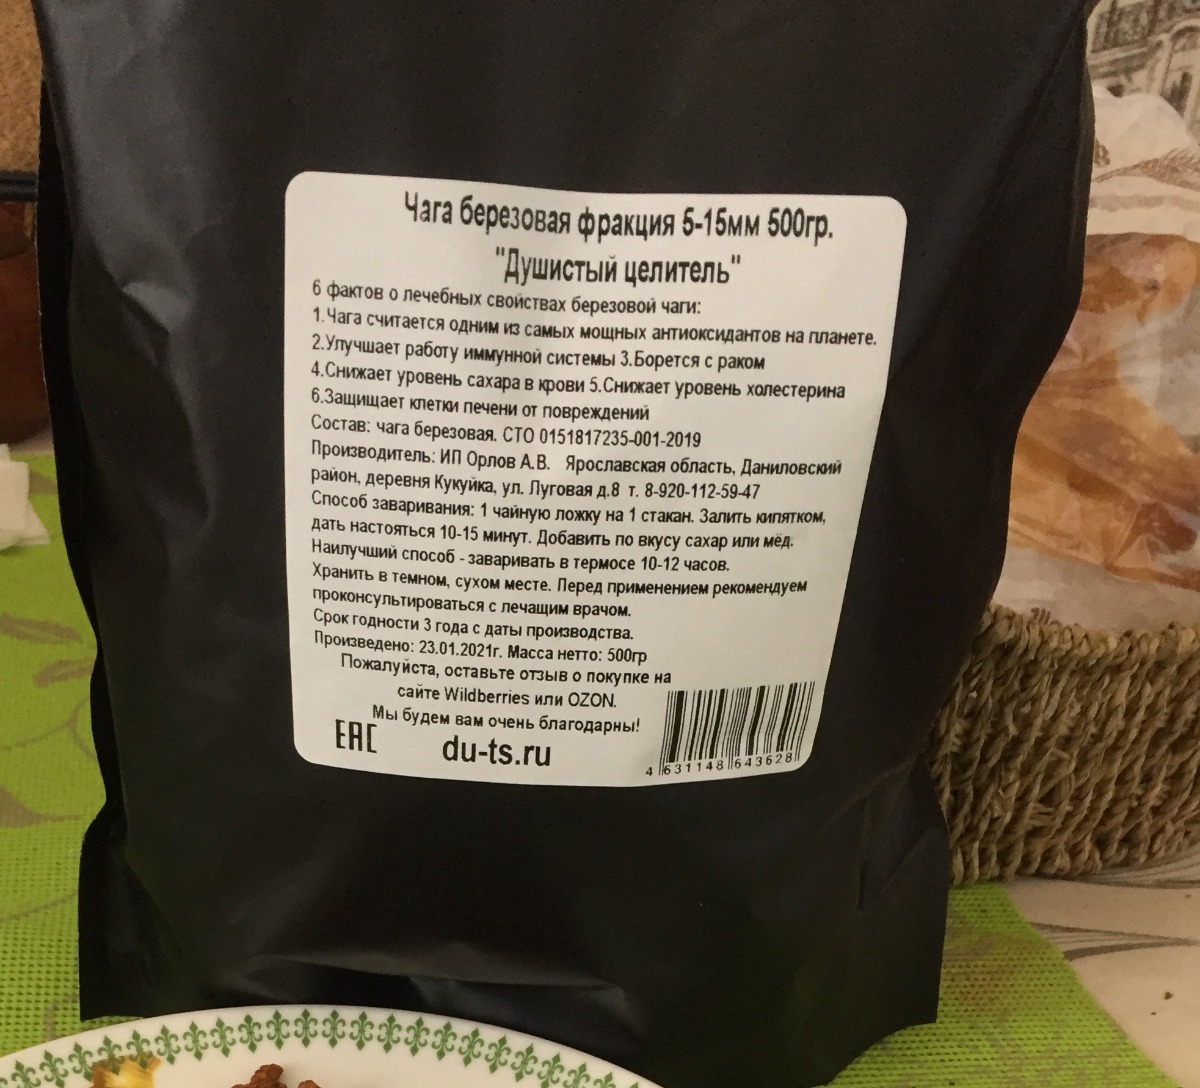 Чага березовая фракция 5-15мм 500гр.
"Душистый целитель"
6 фактов о лечебных свойствах березовой чаги:
1.Чага считается одним из самых мощных антиоксидантов на планете.
2.Улучшает работу иммунной системы 3.Борется с раком
4.Снижает уровень сахара в крови 5.Снижает уровень холестерина
6.Защищает клетки печени от повреждений
Состав: чага березовая. СТО 0151817235-001-2019
Производитель: ИП Орлов А.В. Ярославская область, Даниловский
район, деревня Кукуйка, ул. Луговая д.8 т. 8-920-112-59-47
Способ заваривания: 1 чайную ложку на 1 стакан. Залить кипятком,
дать настояться 10-15 минут. Добавить по вкусу сахар или мёд.
Наилучший способ - заваривать в термосе 10-12 часов.
Хранить в темном, сухом месте. Перед применением рекомендуем
проконсультироваться с лечащим врачом.
Срок годности 3 года с даты производства.
Произведено: 23.01.2021г. Масса нетто: 500гр
Пожалуйста, оставьте отзыв о покупке на
сайте Wildberries или OZON.
Мы будем вам очень благодарны!
EAC du-ts.ru
4 631148 643628